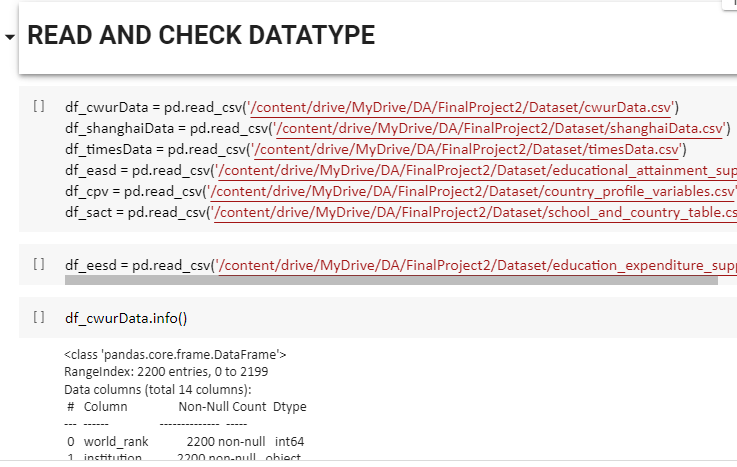 READ AND CHECK DATATYPE
[ ] df_cwurData = pd.read_csv('/content/drive/MyDrive/DA/FinalProject2/Dataset/cwurData.csv')
df_shanghaiData = pd.read_csv('/content/drive/MyDrive/DA/FinalProject2/Dataset/shanghaiData.csv')
df_timesData = pd.read_csv('/content/drive/MyDrive/DA/FinalProject2/Dataset/timesData.csv')
df_easd = pd.read_csv('/content/drive/MyDrive/DA/FinalProject2/Dataset/educational_attainment_sup
df_cpv = pd.read_csv('/content/drive/MyDrive/DA/FinalProject2/Dataset/country_profile_variables.csv'
df_sact = pd.read_csv('/content/drive/MyDrive/DA/FinalProject2/Dataset/school_and_country_table.cs
[ ] df_eesd = pd.read_csv('/content/drive/MyDrive/DA/FinalProject2/Dataset/education_expenditure_sup
[ ] df_cwurData.info()
<class 'pandas.core.frame.DataFrame'>
RangeIndex: 2200 entries, 0 to 2199
Data columns (total 14 columns):
# Column Non-Null Count Dtype
--- ------ -------------- -----
0 world_rank 2200 non-null int64
1 institution 2200 non-null object